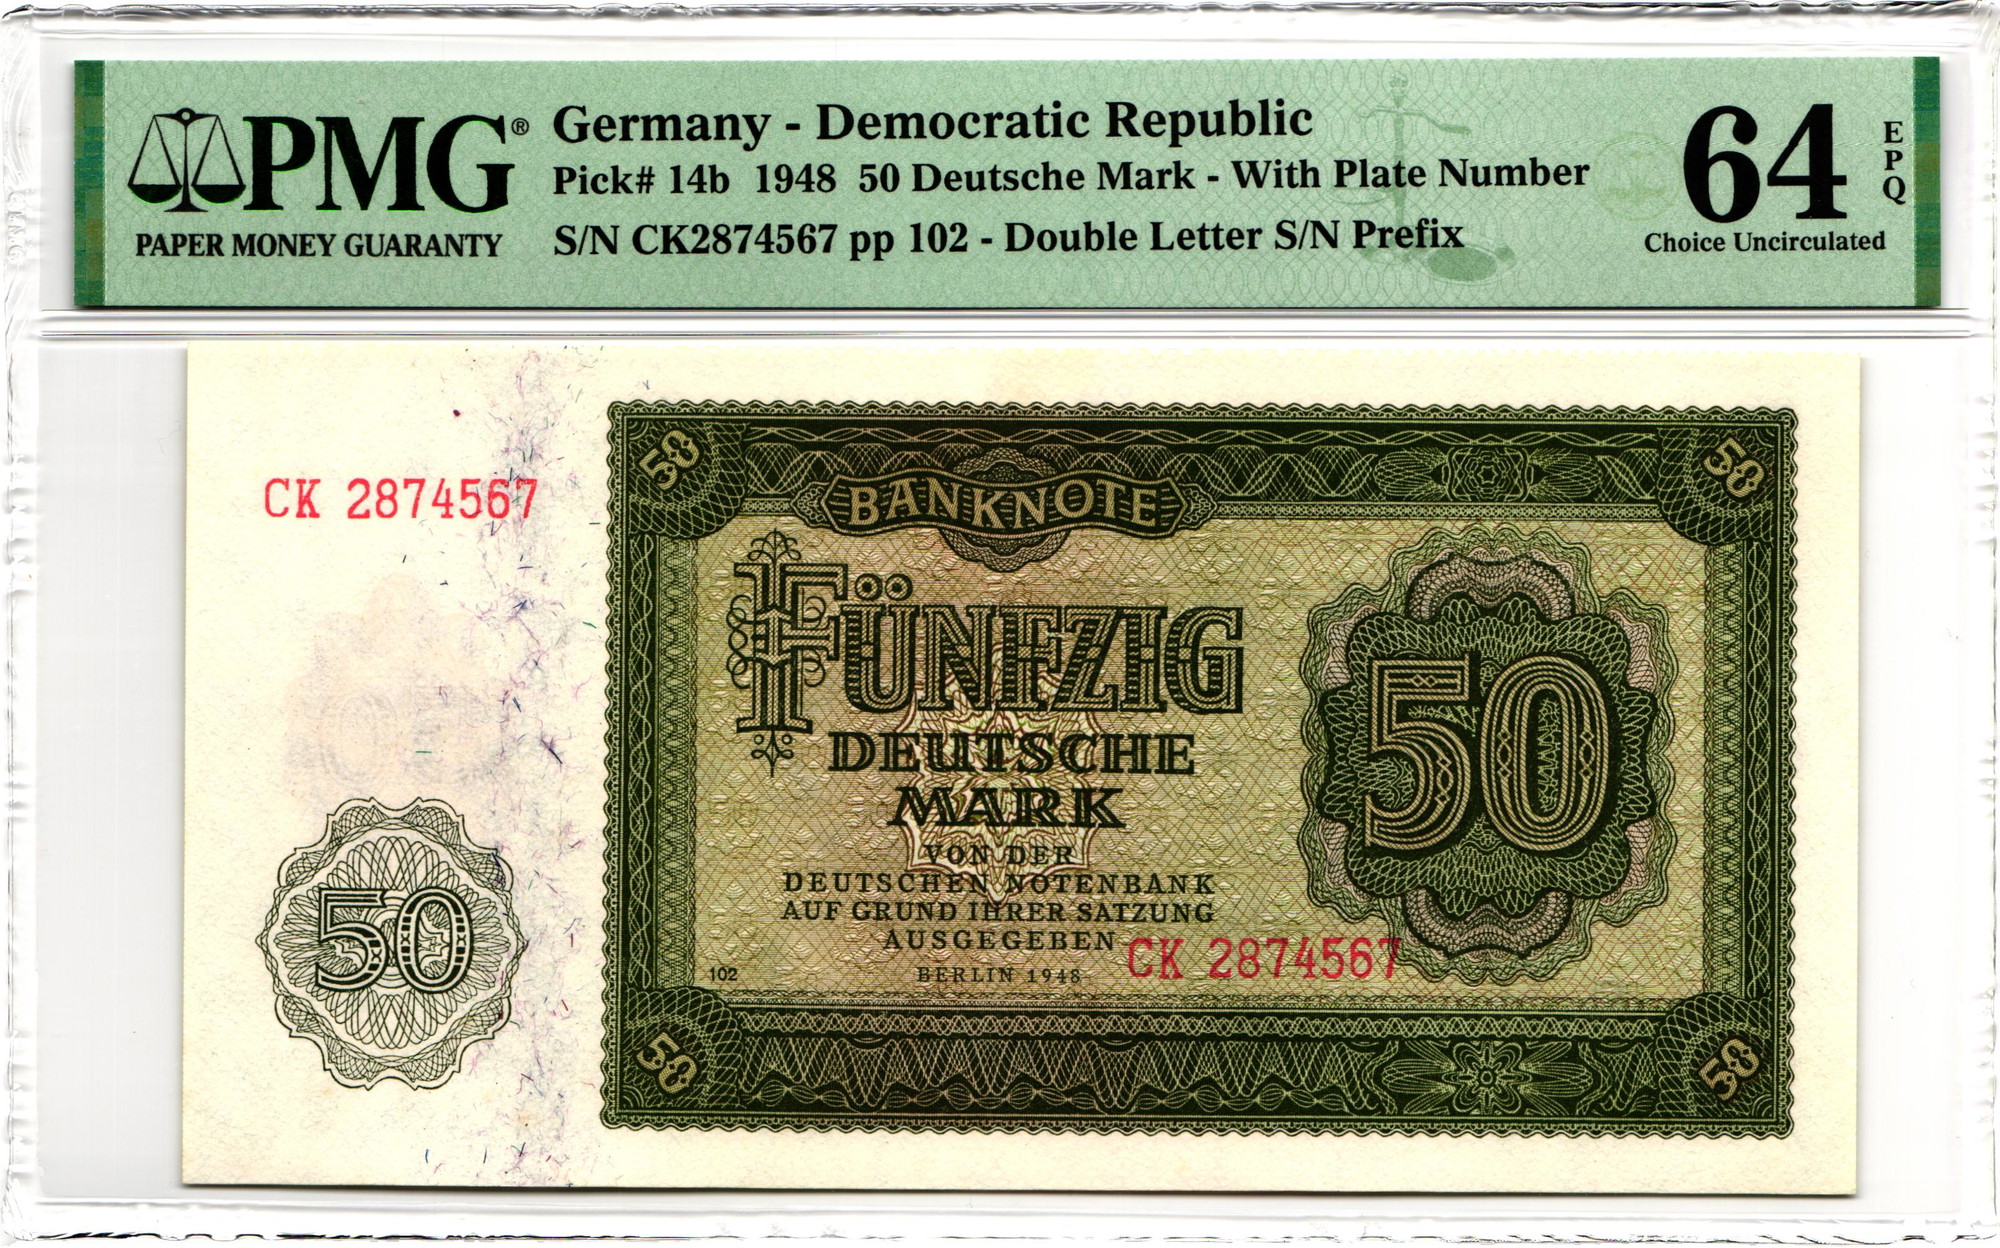 PMG®
PAPER MONEY GUARANTY
Germany - Democratic Republic
Pick# 14b 1948 50 Deutsche Mark - With Plate Number
S/N CK2874567 pp 102 - Double Letter S/N Prefix
64
EPQ
Choice Uncirculated
50
50
BANKNOTE
CK 2874567
FÜNFZIG
DEUTSCHE
MARK
50
VON DER
DEUTSCHEN NOTENBANK
AUF GRUND IHRER SATZUNG
AUSGEGEBEN
CK 2874567
102
BERLIN 1948
50
50
50